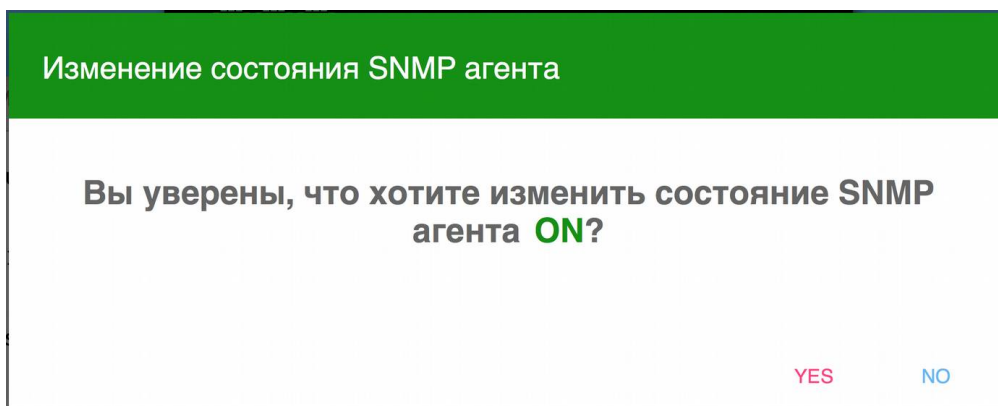 Изменение состояния SNMP агента
Вы уверены, что хотите изменить состояние SNMP
агента ON?
YES NO